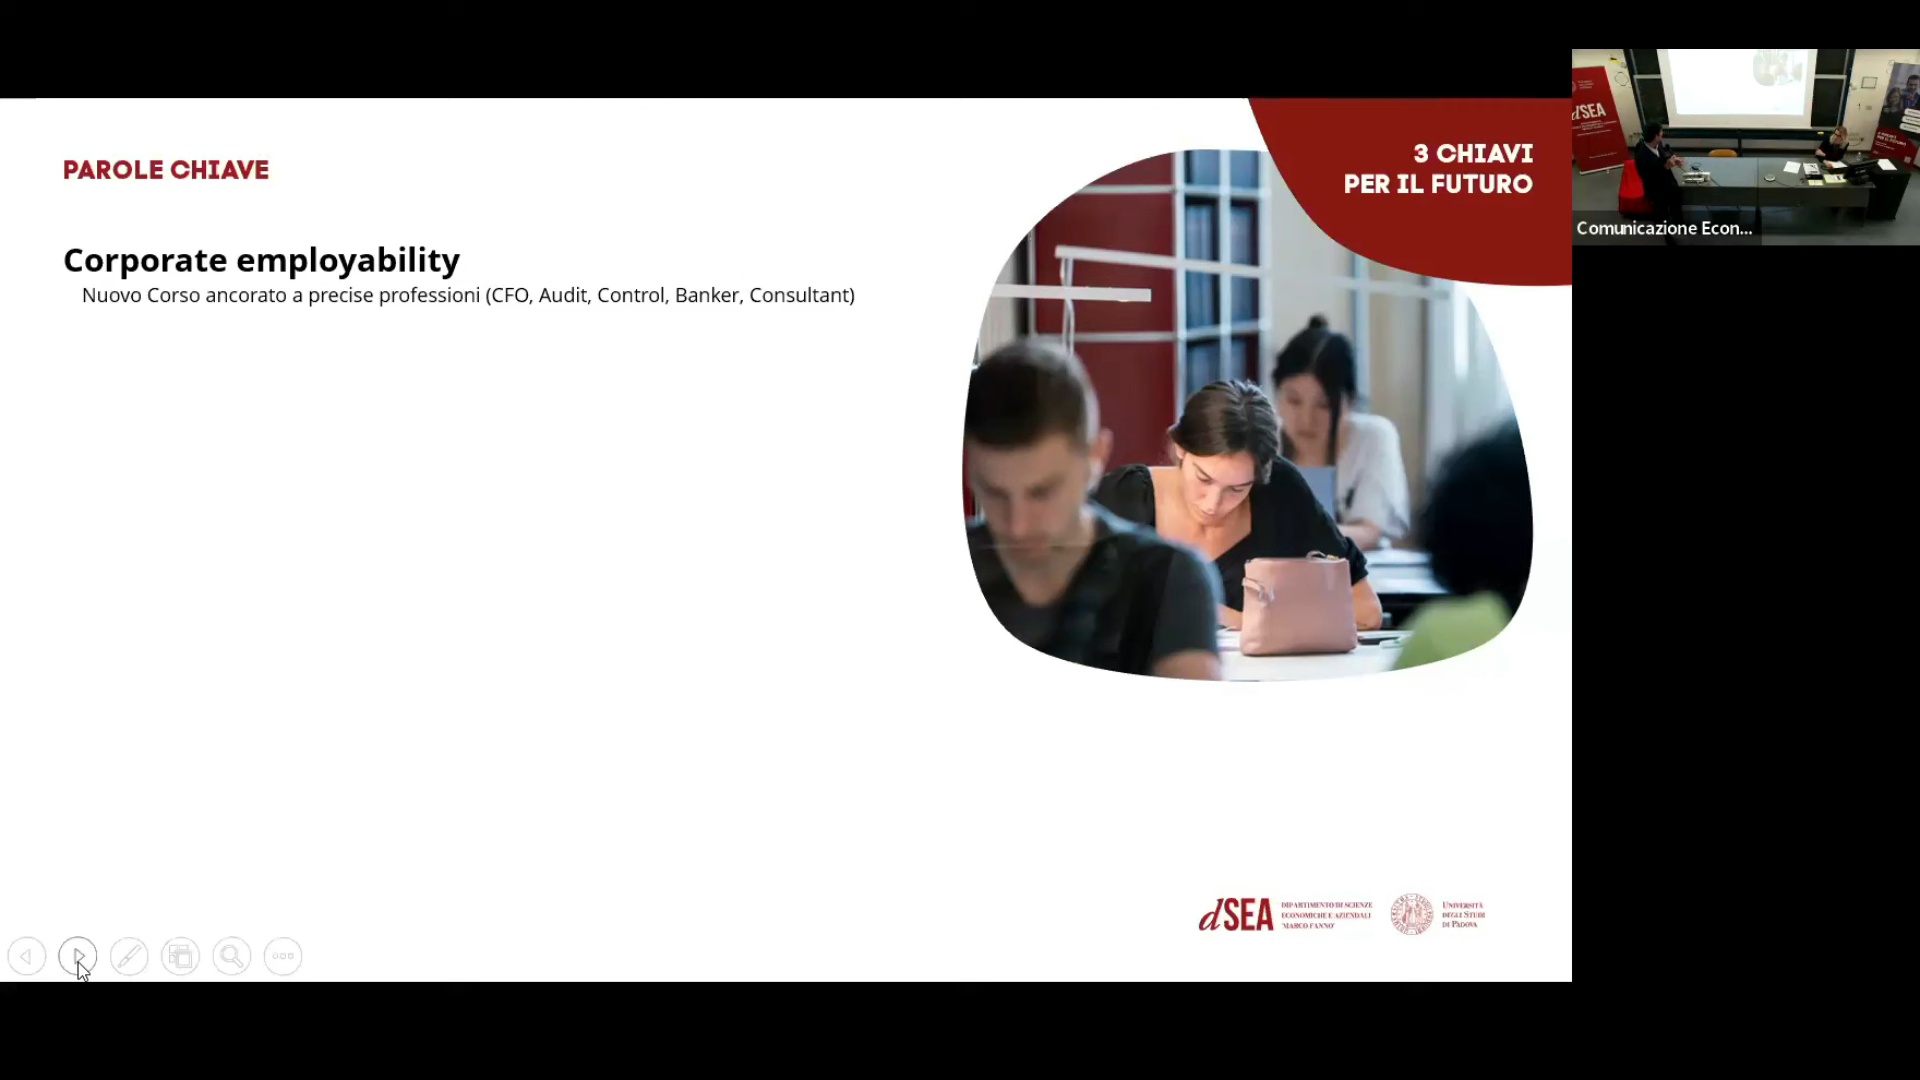 PAROLE CHIAVE
3 CHIAVI
PER IL FUTURO
Corporate employability
Nuovo Corso ancorato a precise professioni (CFO, Audit, Control, Banker, Consultant)
dSEA
DIPARTIMENTO DI SCIENZE
ECONOMICHE E AZIENDALI
'MARCO FANNO'
UNIVERSITÀ
DEGLI STUDI
DI PADOVA
dSEA
Comunicazione Econ...